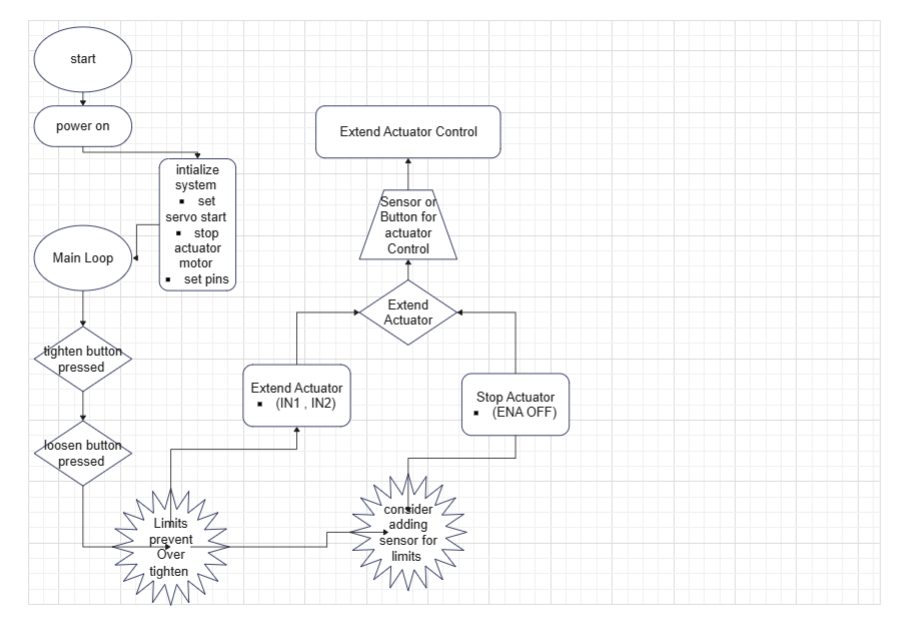 start
power on
intialize
system
▪ set
servo start
▪ stop
actuator
motor
▪ set pins
Main Loop
tighten button
pressed
loosen button
pressed
Limits
prevent
Over
tighten
Extend Actuator
▪ (IN1 , IN2)
Extend Actuator Control
Sensor or
Button for
actuator
Control
Extend
Actuator
Stop Actuator
▪ (ENA OFF)
consider
adding
sensor for
limits